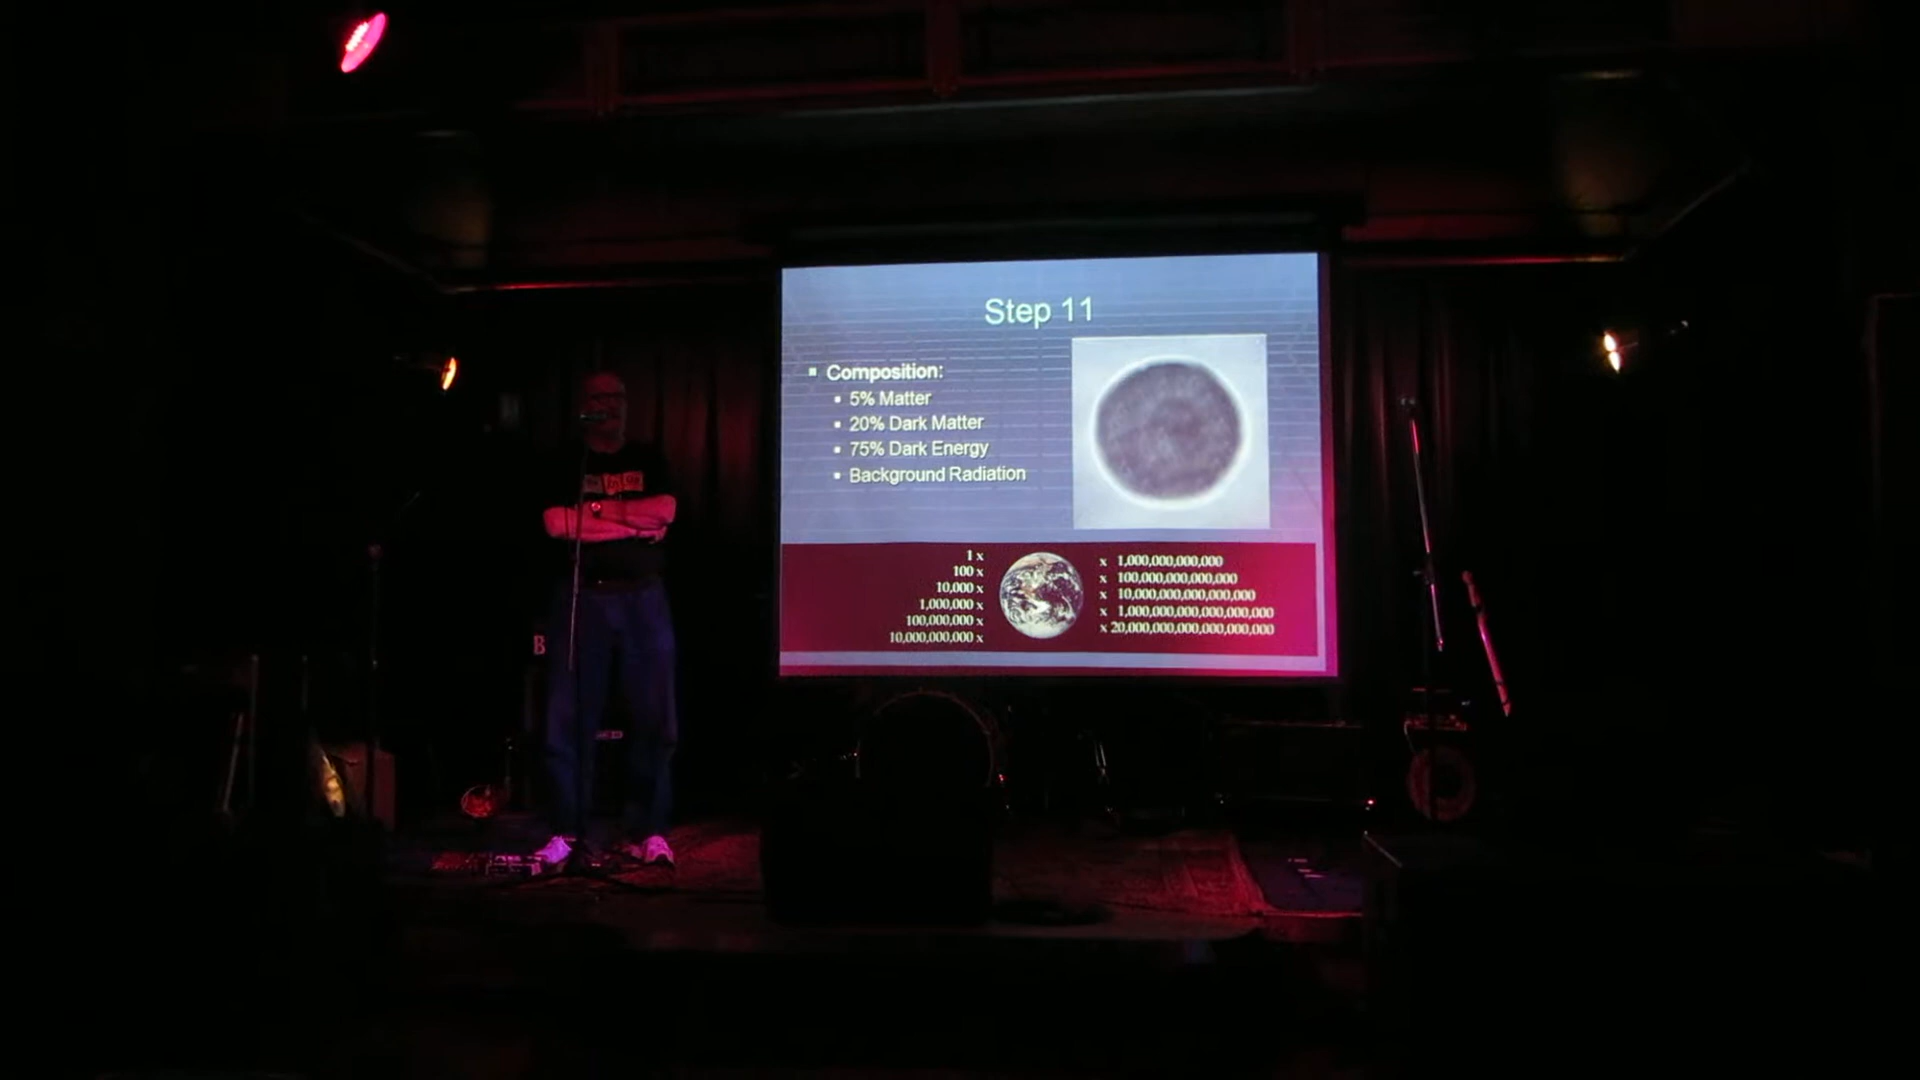 Step 11
▪ Composition:
▪ 5% Matter
▪ 20% Dark Matter
▪ 75% Dark Energy
▪ Background Radiation
1 x
100 x
10,000 x
1,000,000 x
100,000,000 x
10,000,000,000 x
x 1,000,000,000,000
x 100,000,000,000,000
x 10,000,000,000,000,000
x 1,000,000,000,000,000,000
x 20,000,000,000,000,000,000
B